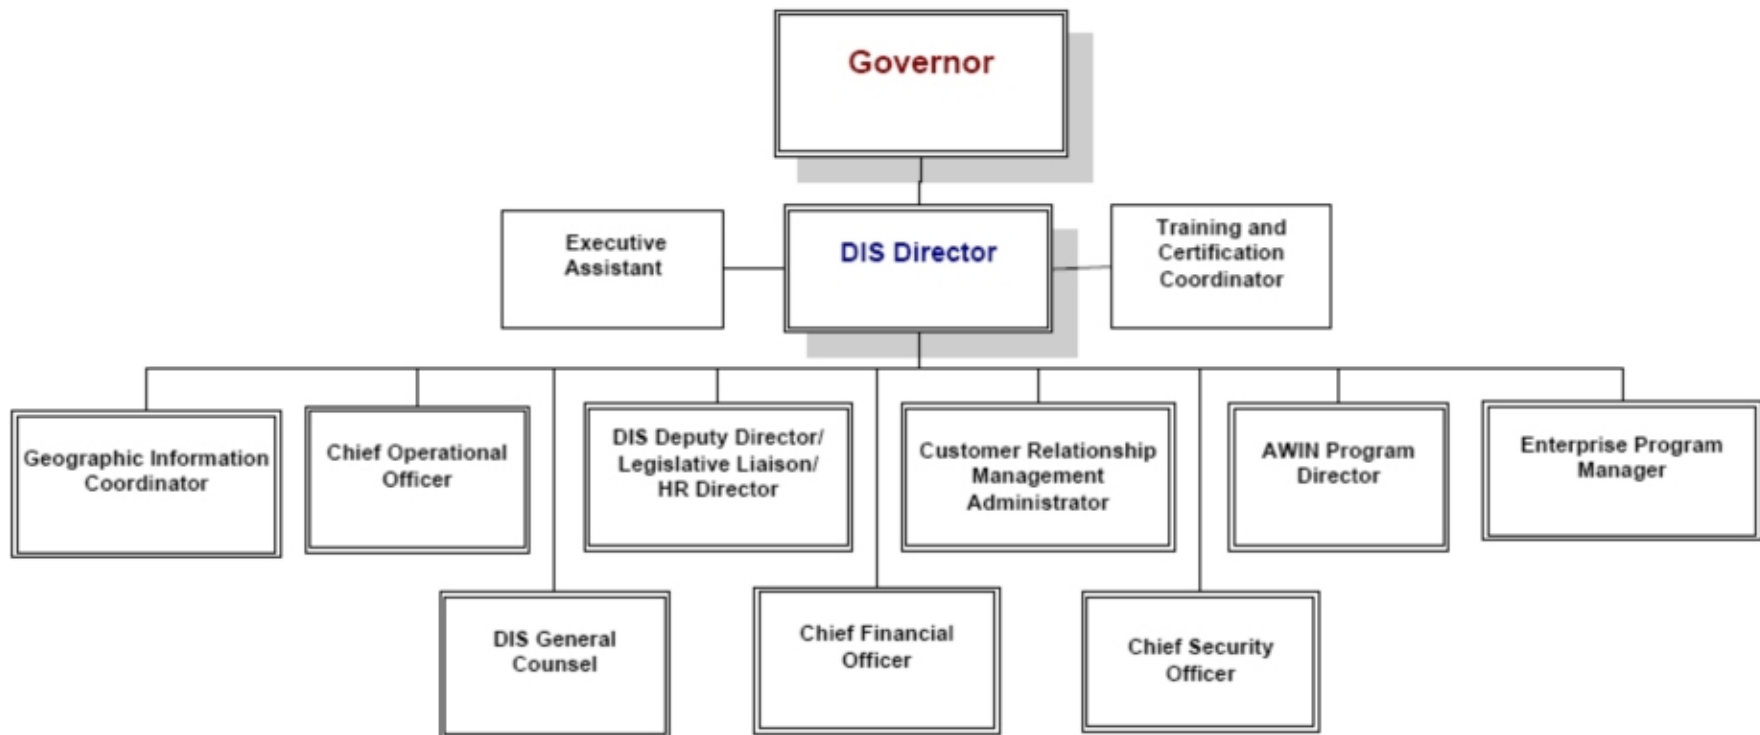 Governor
Executive
Assistant
DIS Director
Training and
Certification
Coordinator
Geographic Information
Coordinator
Chief Operational
Officer
DIS Deputy Director/
Legislative Liaison/
HR Director
Customer Relationship
Management
Administrator
AWIN Program
Director
Enterprise Program
Manager
DIS General
Counsel
Chief Financial
Officer
Chief Security
Officer